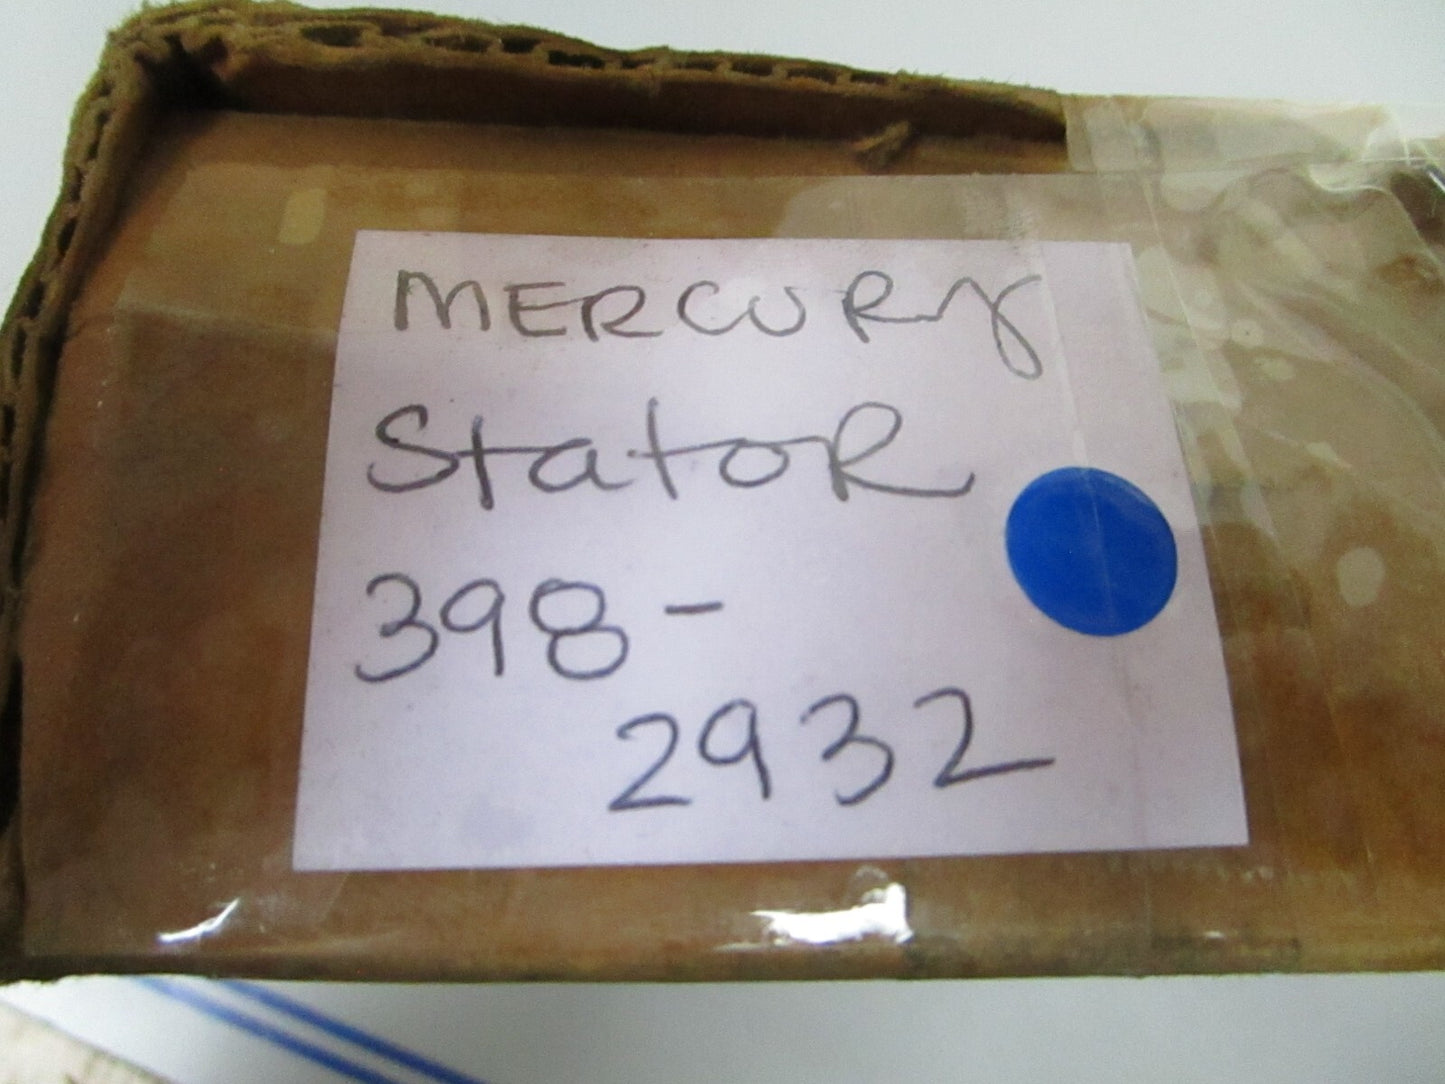 MERCURY
StatoR
398-
2932